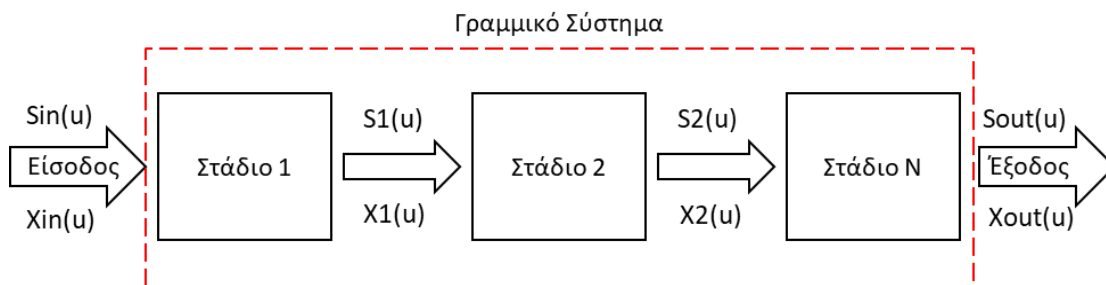 Γραμμικό Σύστημα
Sin(u)
Είσοδος
Xin(u)
Στάδιο 1
S1(u)
X1(u)
Στάδιο 2
S2(u)
X2(u)
Στάδιο Ν
Sout(u)
Έξοδος
Xout(u)